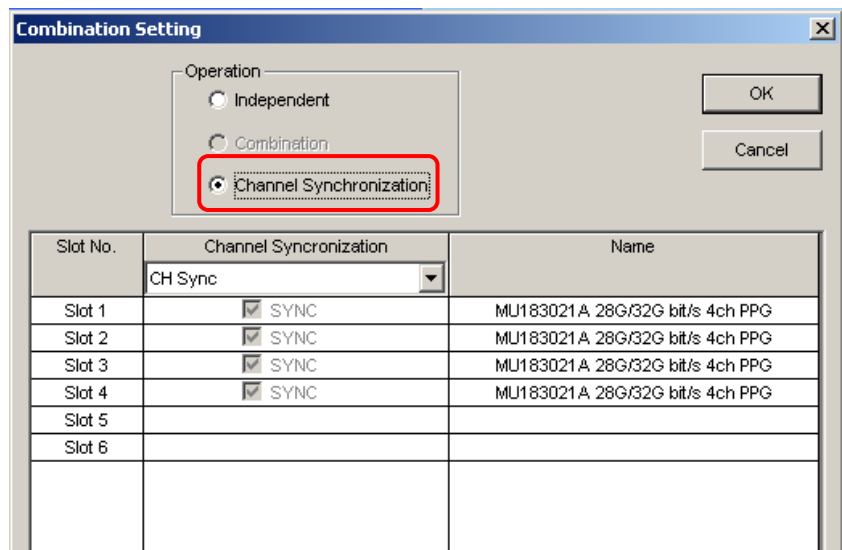 Combination Setting
Operation
Independent
Combination
Channel Synchronization
OK
Cancel
Slot No. Channel Syncronization Name
CH Sync
Slot 1 SYNC MU183021A 28G/32G bit/s 4ch PPG
Slot 2 SYNC MU183021A 28G/32G bit/s 4ch PPG
Slot 3 SYNC MU183021A 28G/32G bit/s 4ch PPG
Slot 4 SYNC MU183021A 28G/32G bit/s 4ch PPG
Slot 5
Slot 6